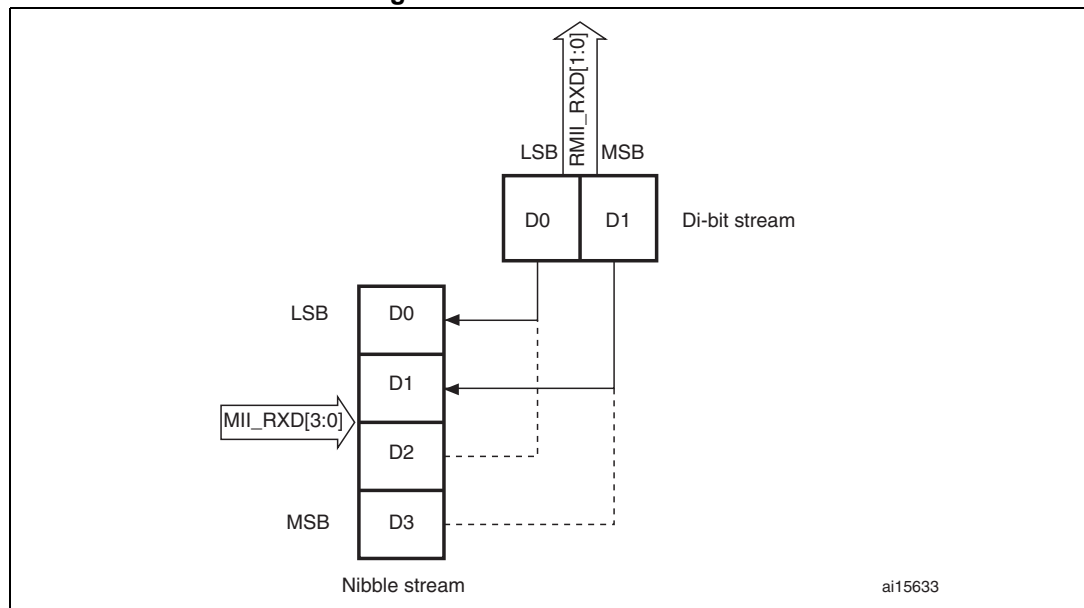 RMII_RXD[1:0]
LSB MSB
D0 D1 Di-bit stream
LSB D0
D1
MII_RXD[3:0]
D2
MSB D3
Nibble stream
ai15633